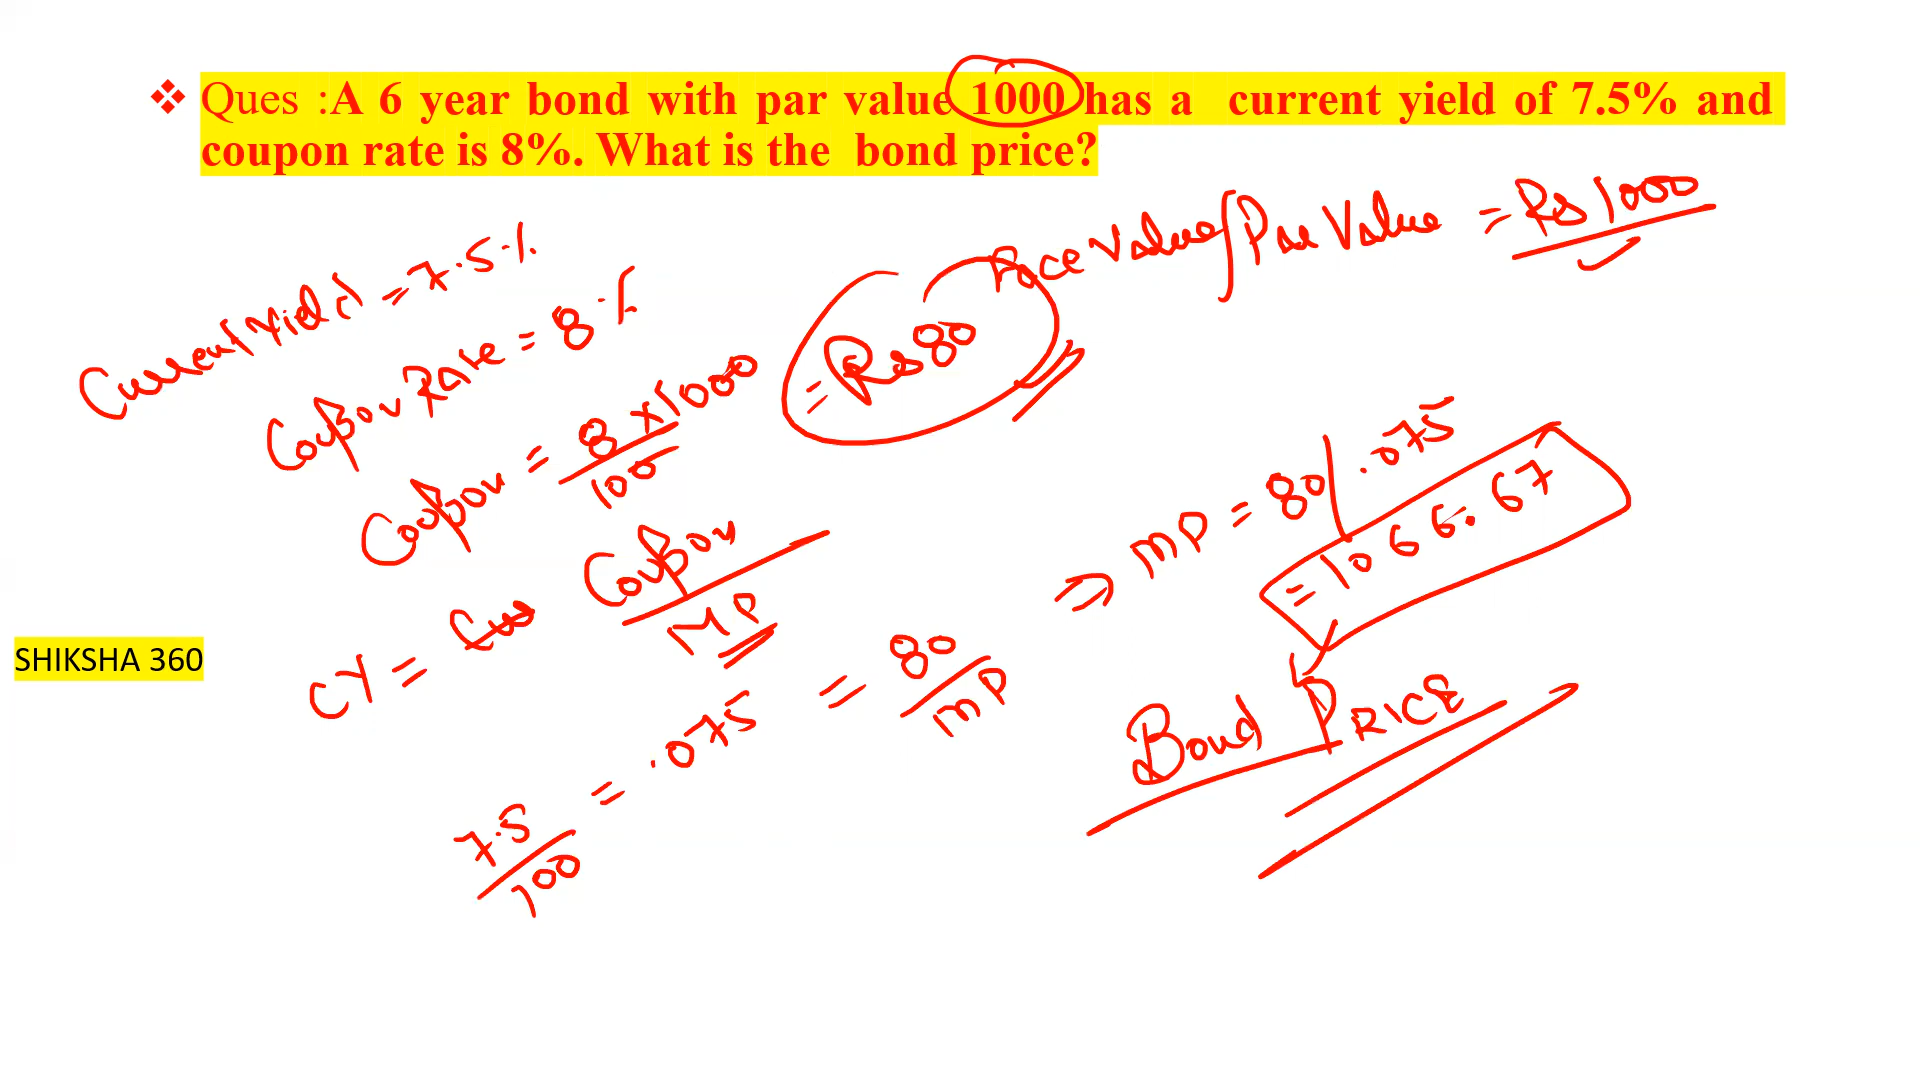 ❖ Ques :A 6 year bond with par value 1000 has a current yield of 7.5% and
coupon rate is 8%. What is the bond price?
Face Value/Par Value = Rs 1000
Current Yield = 7.5%
Coupon Rate = 8%
Coupon = 8 x 1000 / 100 = Rs 80
CY = Coupon / MP
7.5 / 100 = .075 = 80 / MP
⇒ MP = 80/.075
= 1066.67
Bond PRICE
SHIKSHA 360